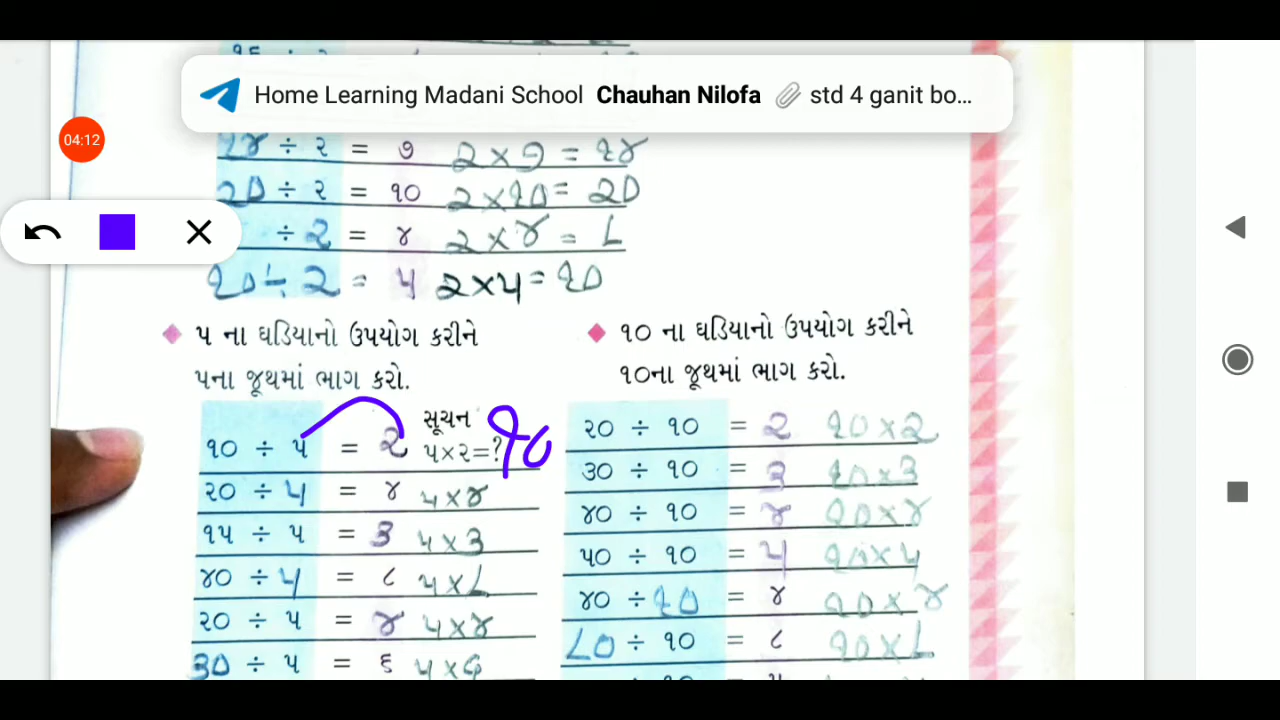 ૧૬ ÷ ૨
Home Learning Madani School Chauhan Nilofa std 4 ganit bo...
04:12
૧૪ ÷ ૨ = ૭ ૨ × ૭ = ૧૪
૨૦ ÷ ૨ = ૧૦ ૨ × ૧૦ = ૨૦
÷ ૨ = ૪ ૨ × ૪ = ૮
૧૦ ÷ ૨ = ૫ ૨ × ૫ = ૧૦
૫ ના ઘડિયાનો ઉપયોગ કરીને
૫ના જૂથમાં ભાગ કરો.
૧૦ ÷ ૫ = ૨ સૂચન ૫ × ૨ = ? ૧૦
૨૦ ÷ ૫ = ૪ ૫ × ૪
૧૫ ÷ ૫ = ૩ ૫ × ૩
૪૦ ÷ ૫ = ૮ ૫ × ૮
૨૦ ÷ ૫ = ૪ ૫ × ૪
૩૦ ÷ ૫ = ૬ ૫ × ૬
૧૦ ના ઘડિયાનો ઉપયોગ કરીને
૧૦ના જૂથમાં ભાગ કરો.
૨૦ ÷ ૧૦ = ૨ ૧૦ × ૨
૩૦ ÷ ૧૦ = ૩ ૧૦ × ૩
૪૦ ÷ ૧૦ = ૪ ૧૦ × ૪
૫૦ ÷ ૧૦ = ૫ ૧૦ × ૫
૪૦ ÷ ૧૦ = ૪ ૧૦ × ૪
૮૦ ÷ ૧૦ = ૮ ૧૦ × ૮